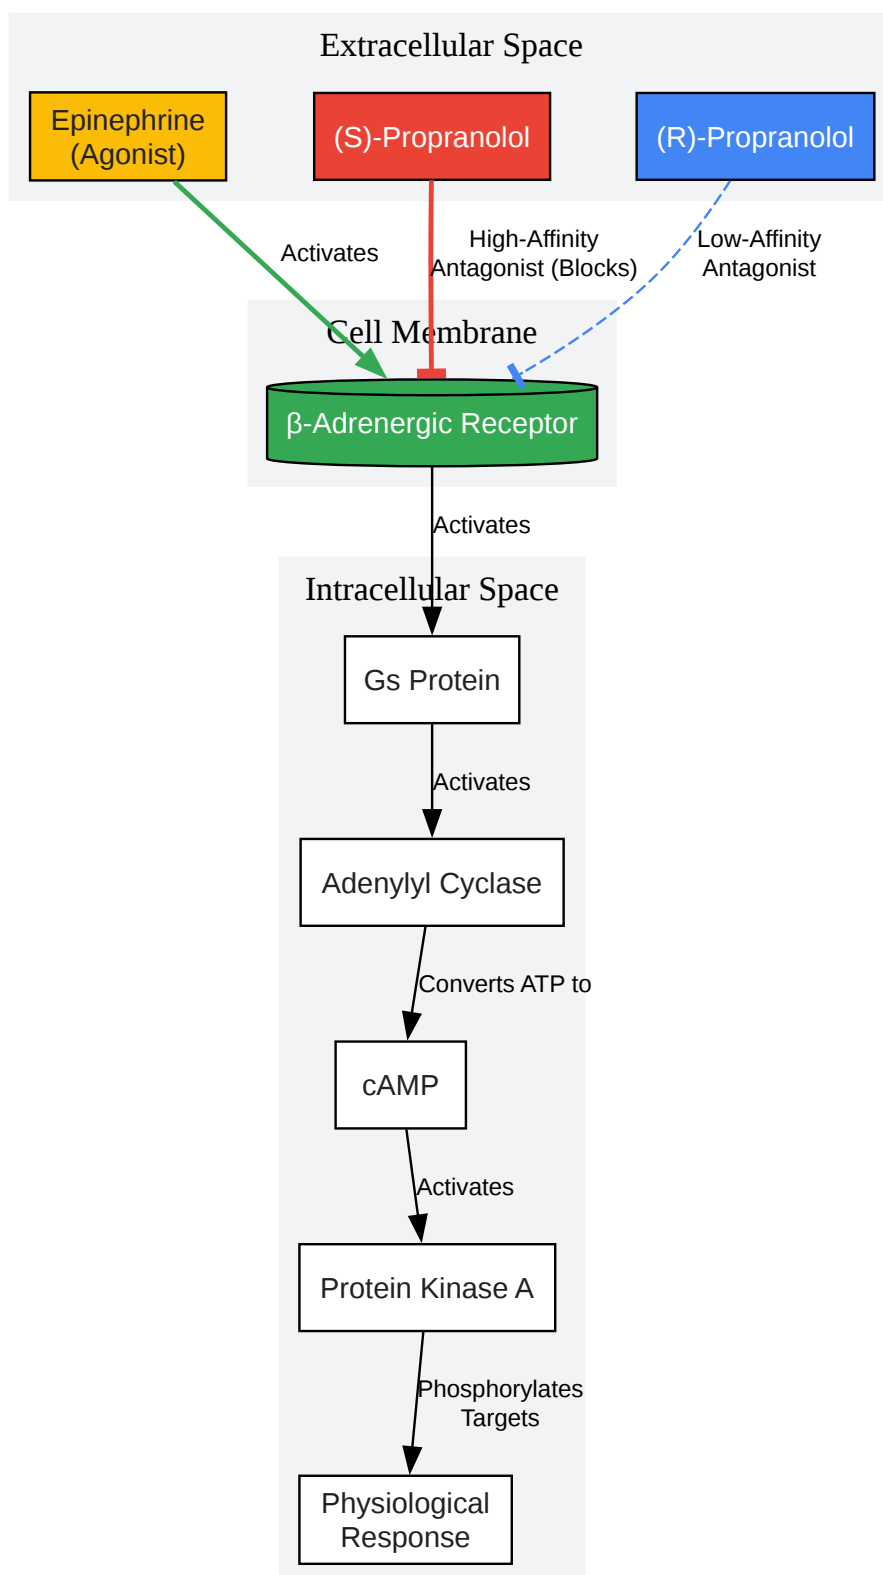 Extracellular Space
Epinephrine
(Agonist)
(S)-Propranolol
(R)-Propranolol
Activates
High-Affinity
Antagonist (Blocks)
Low-Affinity
Antagonist
Cell Membrane
β-Adrenergic Receptor
Activates
Intracellular Space
Gs Protein
Activates
Adenylyl Cyclase
Converts ATP to
cAMP
Activates
Protein Kinase A
Phosphorylates
Targets
Physiological
Response